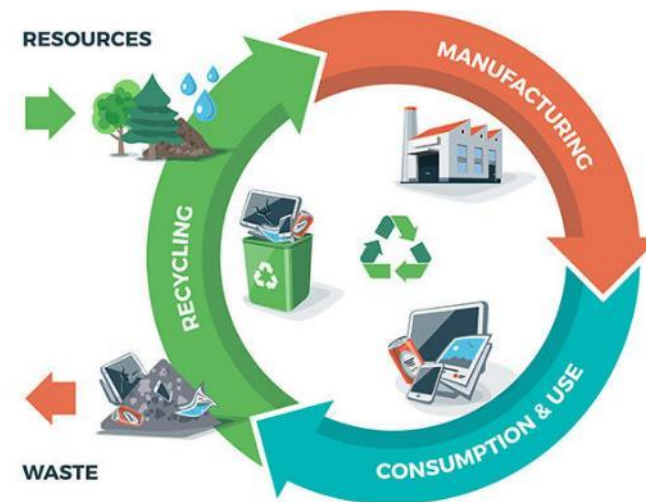 RESOURCES
MANUFACTURING
RECYCLING
CONSUMPTION & USE
WASTE